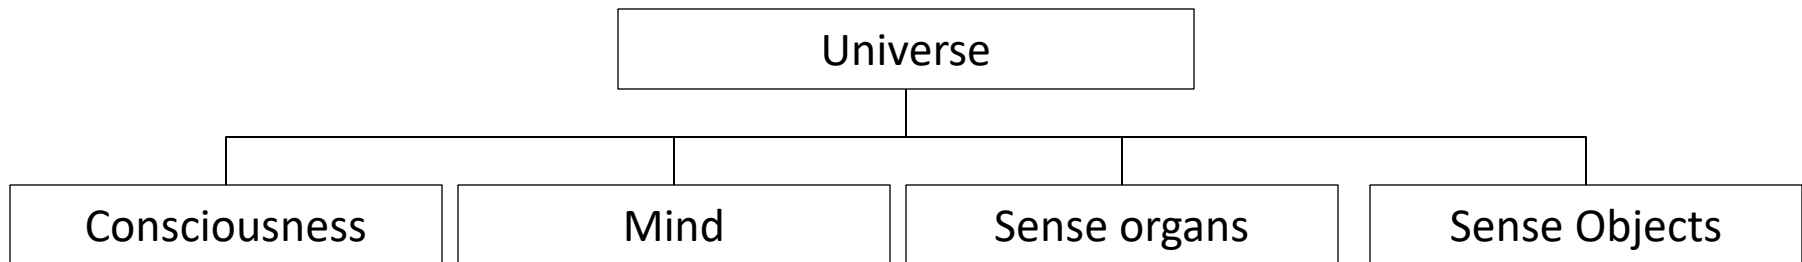 Universe
Consciousness
Mind
Sense organs
Sense Objects